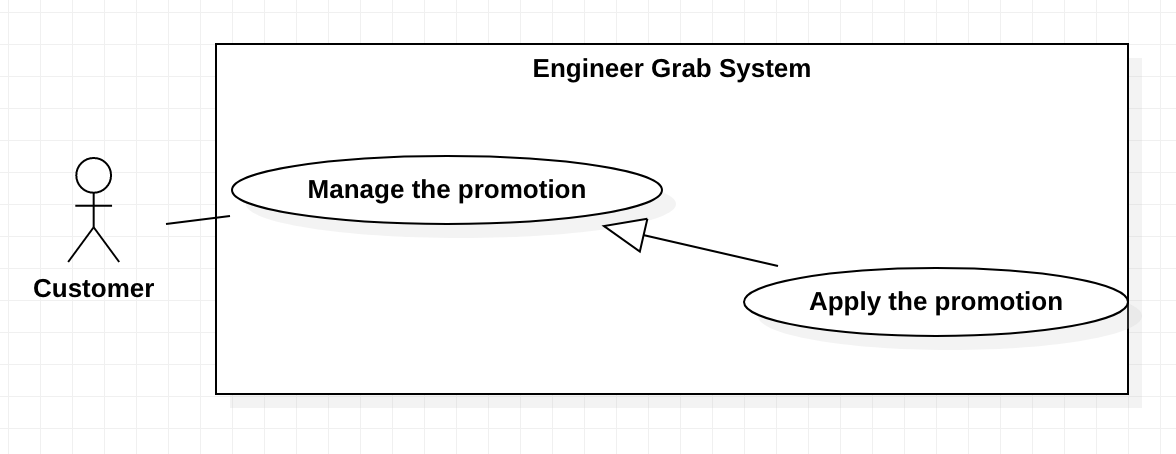 Engineer Grab System
Manage the promotion
Customer
Apply the promotion